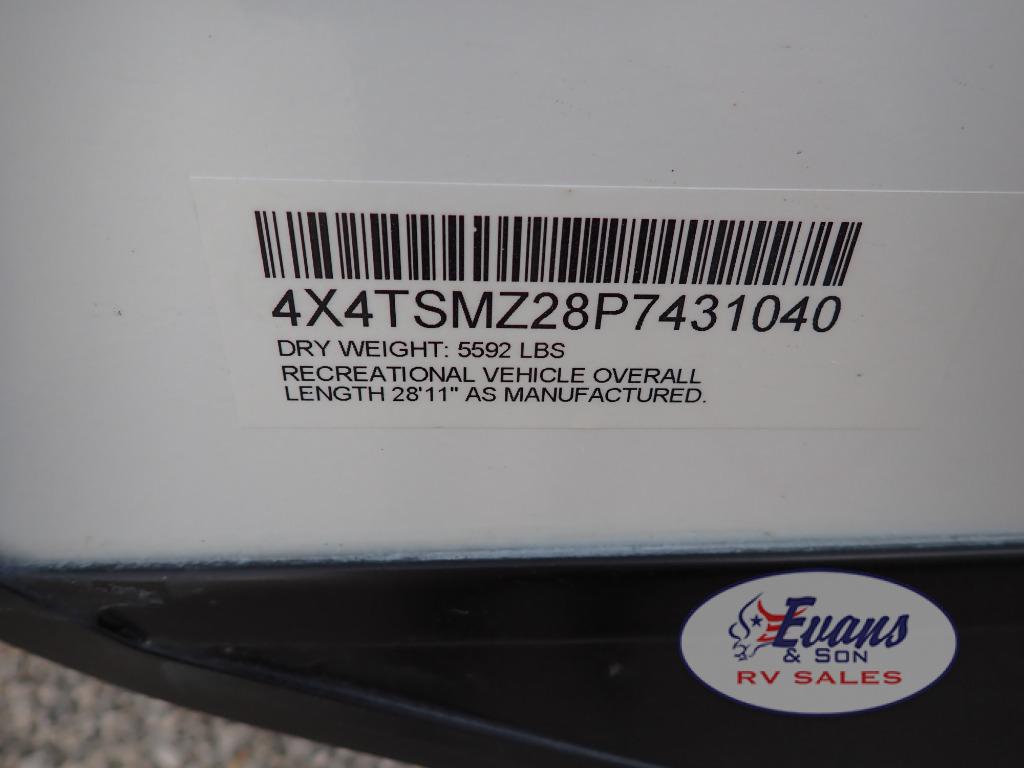 4X4TSMZ28P7431040
DRY WEIGHT: 5592 LBS
RECREATIONAL VEHICLE OVERALL
LENGTH 28'11" AS MANUFACTURED.
Evans
& SON
RV SALES